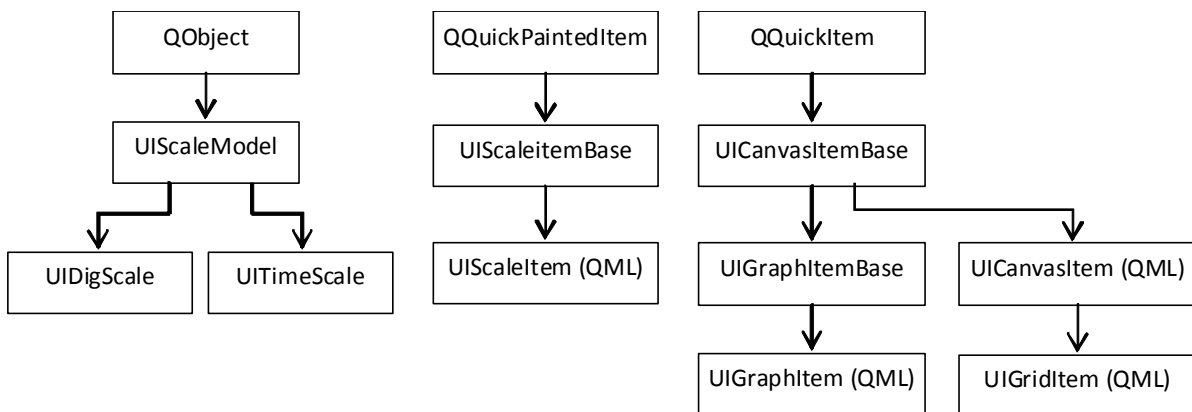 QObject
QQuickPaintedItem
QQuickItem
UIScaleModel
UIScaleitemBase
UICanvasItemBase
UIDigScale
UITimeScale
UIScaleItem (QML)
UIGraphItemBase
UICanvasItem (QML)
UIGraphItem (QML)
UIGridItem (QML)